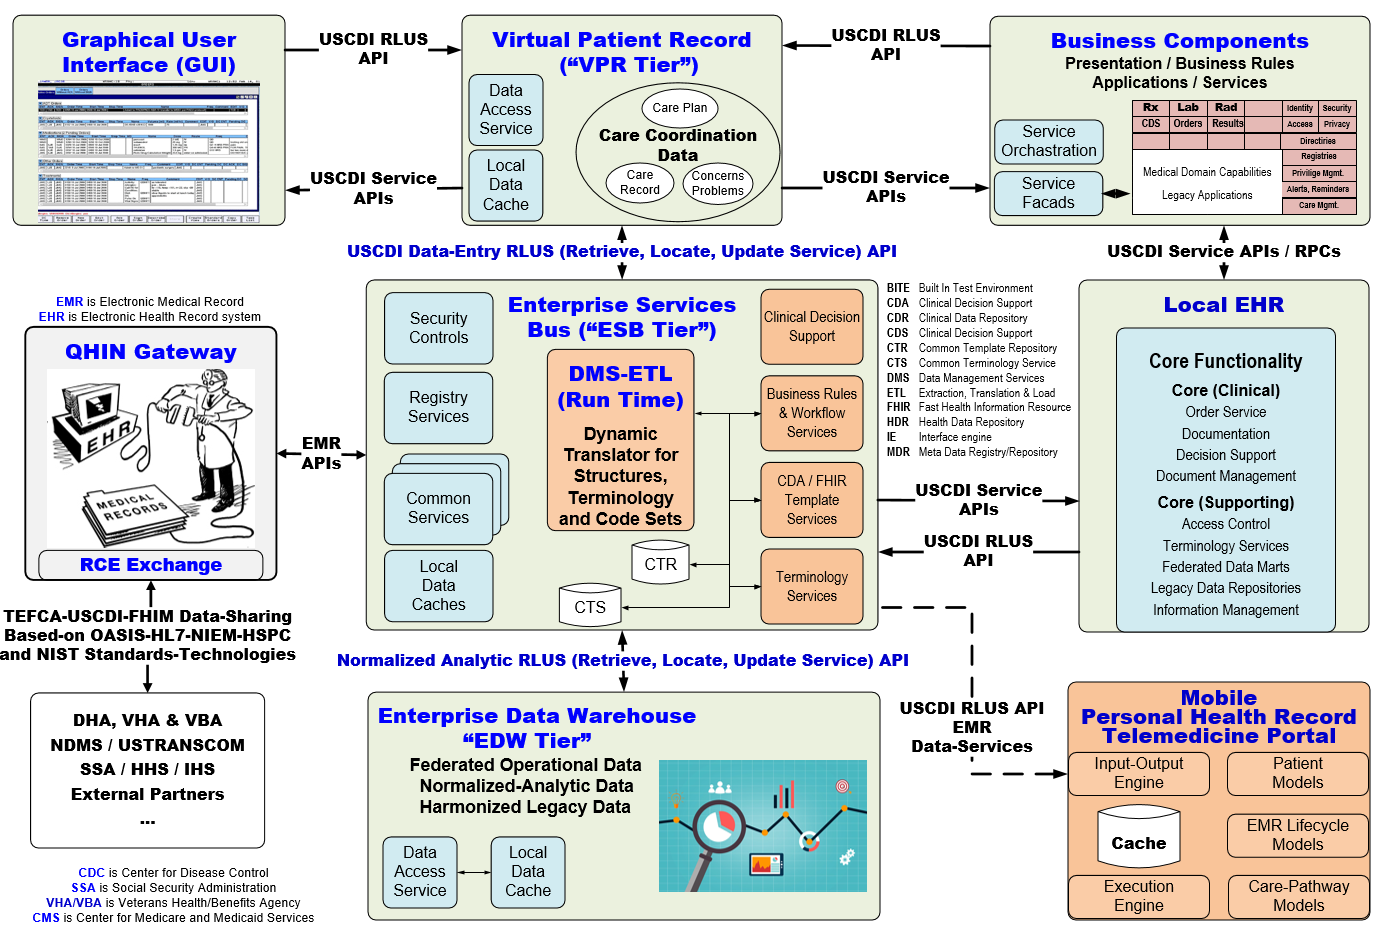 Graphical User
Interface (GUI)
USCDI RLUS
API
USCDI Service
APIs
Virtual Patient Record
(“VPR Tier”)
Data
Access
Service
Local
Data
Cache
Care Plan
Care Coordination
Data
Care
Record
Concerns
Problems
USCDI RLUS
API
USCDI Service
APIs
Business Components
Presentation / Business Rules
Applications / Services
Service
Orchastration
Service
Facads
Rx
Lab
Rad
CDS
Orders
Results
Identity
Security
Access
Privacy
Directiries
Registries
Privilige Mgmt.
Alerts, Reminders
Care Mgmt.
Medical Domain Capabilities
Legacy Applications
USCDI Data-Entry RLUS (Retrieve, Locate, Update Service) API
USCDI Service APIs / RPCs
EMR is Electronic Medical Record
EHR is Electronic Health Record system
QHIN Gateway
EHR
MEDICAL
RECORDS
RCE Exchange
EMR
APIs
Enterprise Services
Bus (“ESB Tier”)
Security
Controls
Registry
Services
Common
Services
Local
Data
Caches
DMS-ETL
(Run Time)
Dynamic
Translator for
Structures,
Terminology
and Code Sets
CTR
CTS
Clinical Decision
Support
Business Rules
& Workflow
Services
CDA / FHIR
Template
Services
Terminology
Services
BITE Built In Test Environment
CDA Clinical Decision Support
CDR Clinical Data Repository
CDS Clinical Decision Support
CTR Common Template Repository
CTS Common Terminology Service
DMS Data Management Services
ETL Extraction, Translation & Load
FHIR Fast Health Information Resource
HDR Health Data Repository
IE Interface engine
MDR Meta Data Registry/Repository
USCDI Service
APIs
USCDI RLUS
API
Local EHR
Core Functionality
Core (Clinical)
Order Service
Documentation
Decision Support
Document Management
Core (Supporting)
Access Control
Terminology Services
Federated Data Marts
Legacy Data Repositories
Information Management
TEFCA-USCDI-FHIM Data-Sharing
Based-on OASIS-HL7-NIEM-HSPC
and NIST Standards-Technologies
DHA, VHA & VBA
NDMS / USTRANSCOM
SSA / HHS / IHS
External Partners
...
CDC is Center for Disease Control
SSA is Social Security Administration
VHA/VBA is Veterans Health/Benefits Agency
CMS is Center for Medicare and Medicaid Services
Normalized Analytic RLUS (Retrieve, Locate, Update Service) API
Enterprise Data Warehouse
“EDW Tier”
Federated Operational Data
Normalized-Analytic Data
Harmonized Legacy Data
Data
Access
Service
Local
Data
Cache
USCDI RLUS API
EMR
Data-Services
Mobile
Personal Health Record
Telemedicine Portal
Input-Output
Engine
Patient
Models
Cache
EMR Lifecycle
Models
Execution
Engine
Care-Pathway
Models